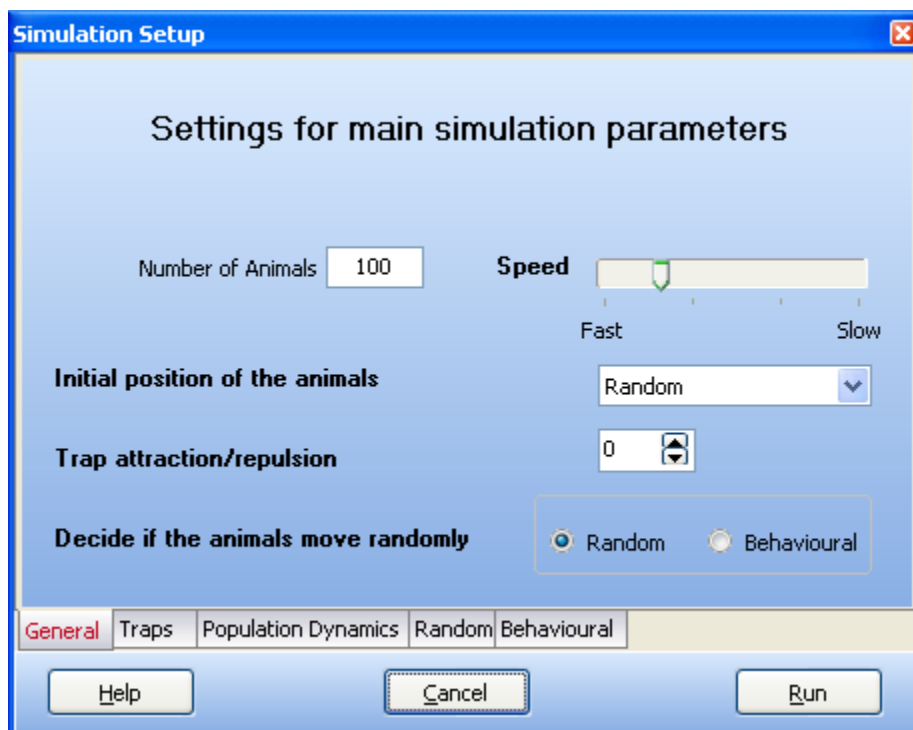 Simulation Setup
Settings for main simulation parameters
Number of Animals 100 Speed
Fast Slow
Initial position of the animals Random
Trap attraction/repulsion 0
Decide if the animals move randomly Random Behavioural
General Traps Population Dynamics Random Behavioural
Help Cancel Run